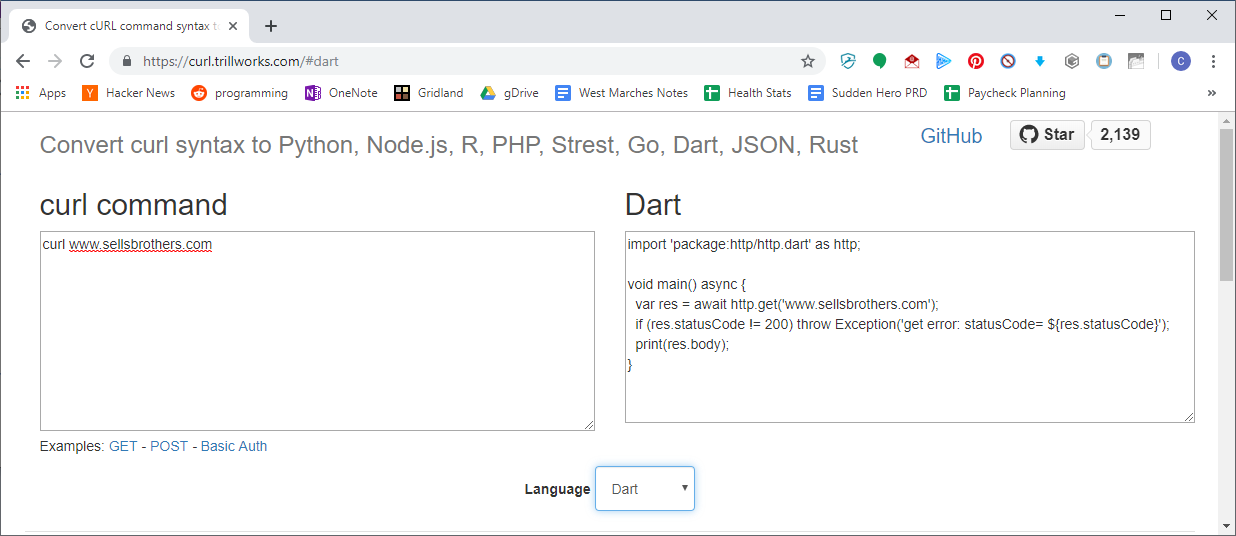 Convert cURL command syntax to
https://curl.trillworks.com/#dart
C
Apps Hacker News programming OneNote Gridland gDrive West Marches Notes Health Stats Sudden Hero PRD Paycheck Planning »
Convert curl syntax to Python, Node.js, R, PHP, Strest, Go, Dart, JSON, Rust
GitHub
Star
2,139
curl command
curl www.sellsbrothers.com
Examples: GET - POST - Basic Auth
Dart
import 'package:http/http.dart' as http;
void main() async {
var res = await http.get('www.sellsbrothers.com');
if (res.statusCode != 200) throw Exception('get error: statusCode= ${res.statusCode}');
print(res.body);
}
Language Dart